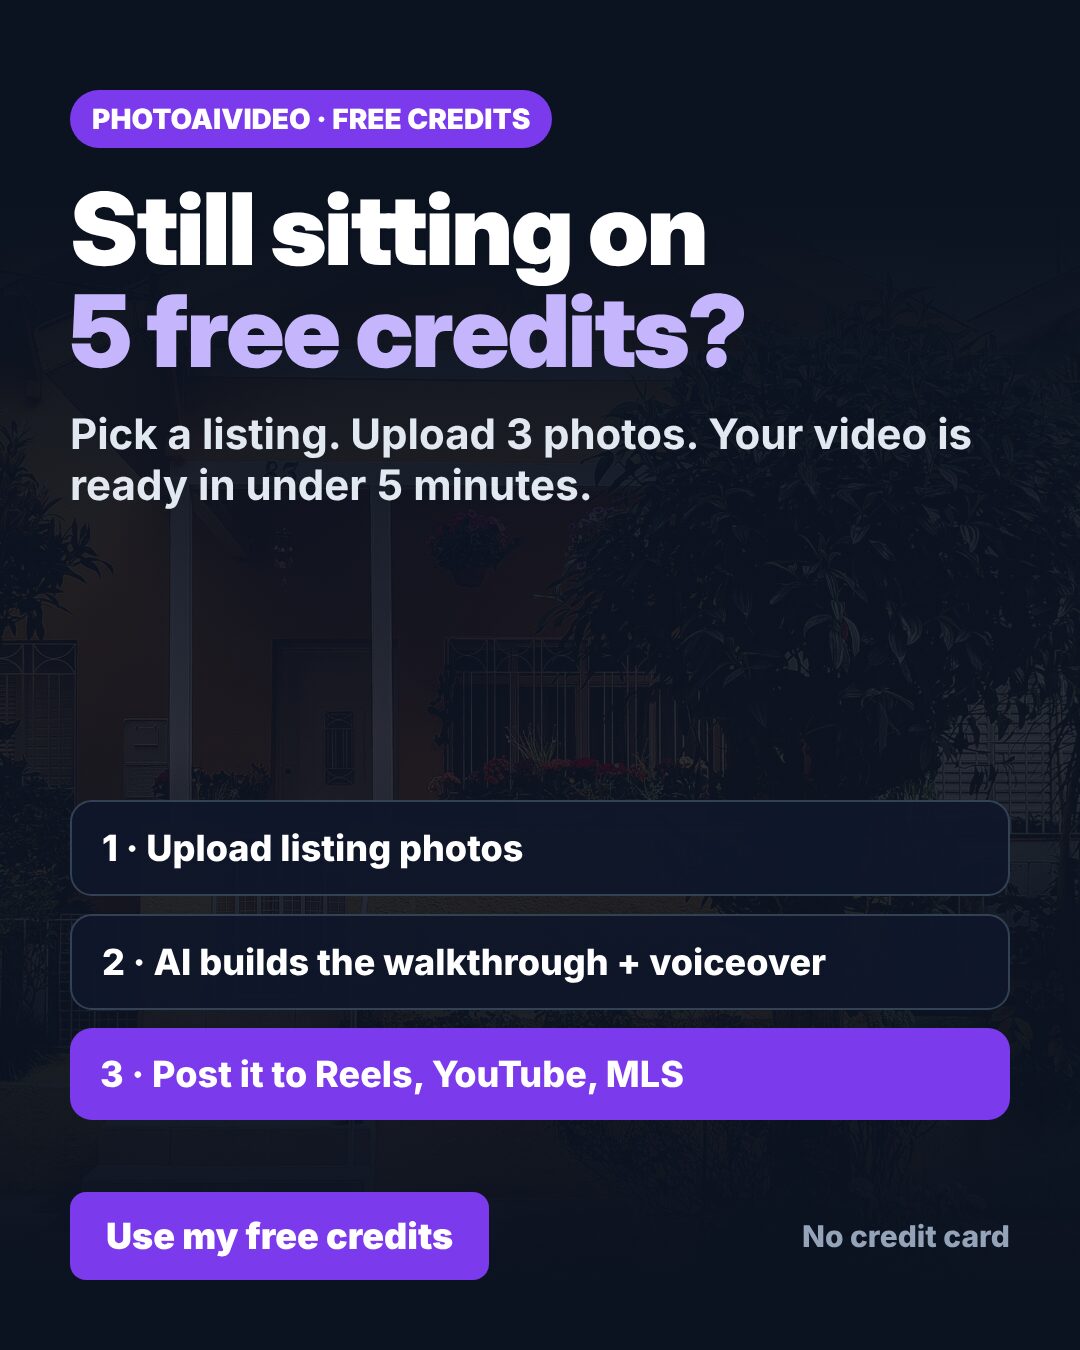 PHOTOAIVIDEO · FREE CREDITS
Still sitting on
5 free credits?
Pick a listing. Upload 3 photos. Your video is
ready in under 5 minutes.
1 · Upload listing photos
2 · AI builds the walkthrough + voiceover
3 · Post it to Reels, YouTube, MLS
Use my free credits
No credit card